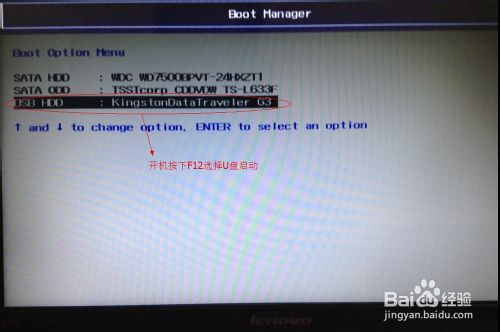 Boot Manager
Boot Option Menu
SATA HDD : WDC WD7500BPVT-24HXZT1
SATA ODD : TSSTcorp CDDVDW TS-L633F
USB HDD : KingstonDataTraveler G3
↑ and ↓ to change option, ENTER to select an option
开机按下F12选择U盘启动
Baidu经验
jingyan.baidu.com
lenovo